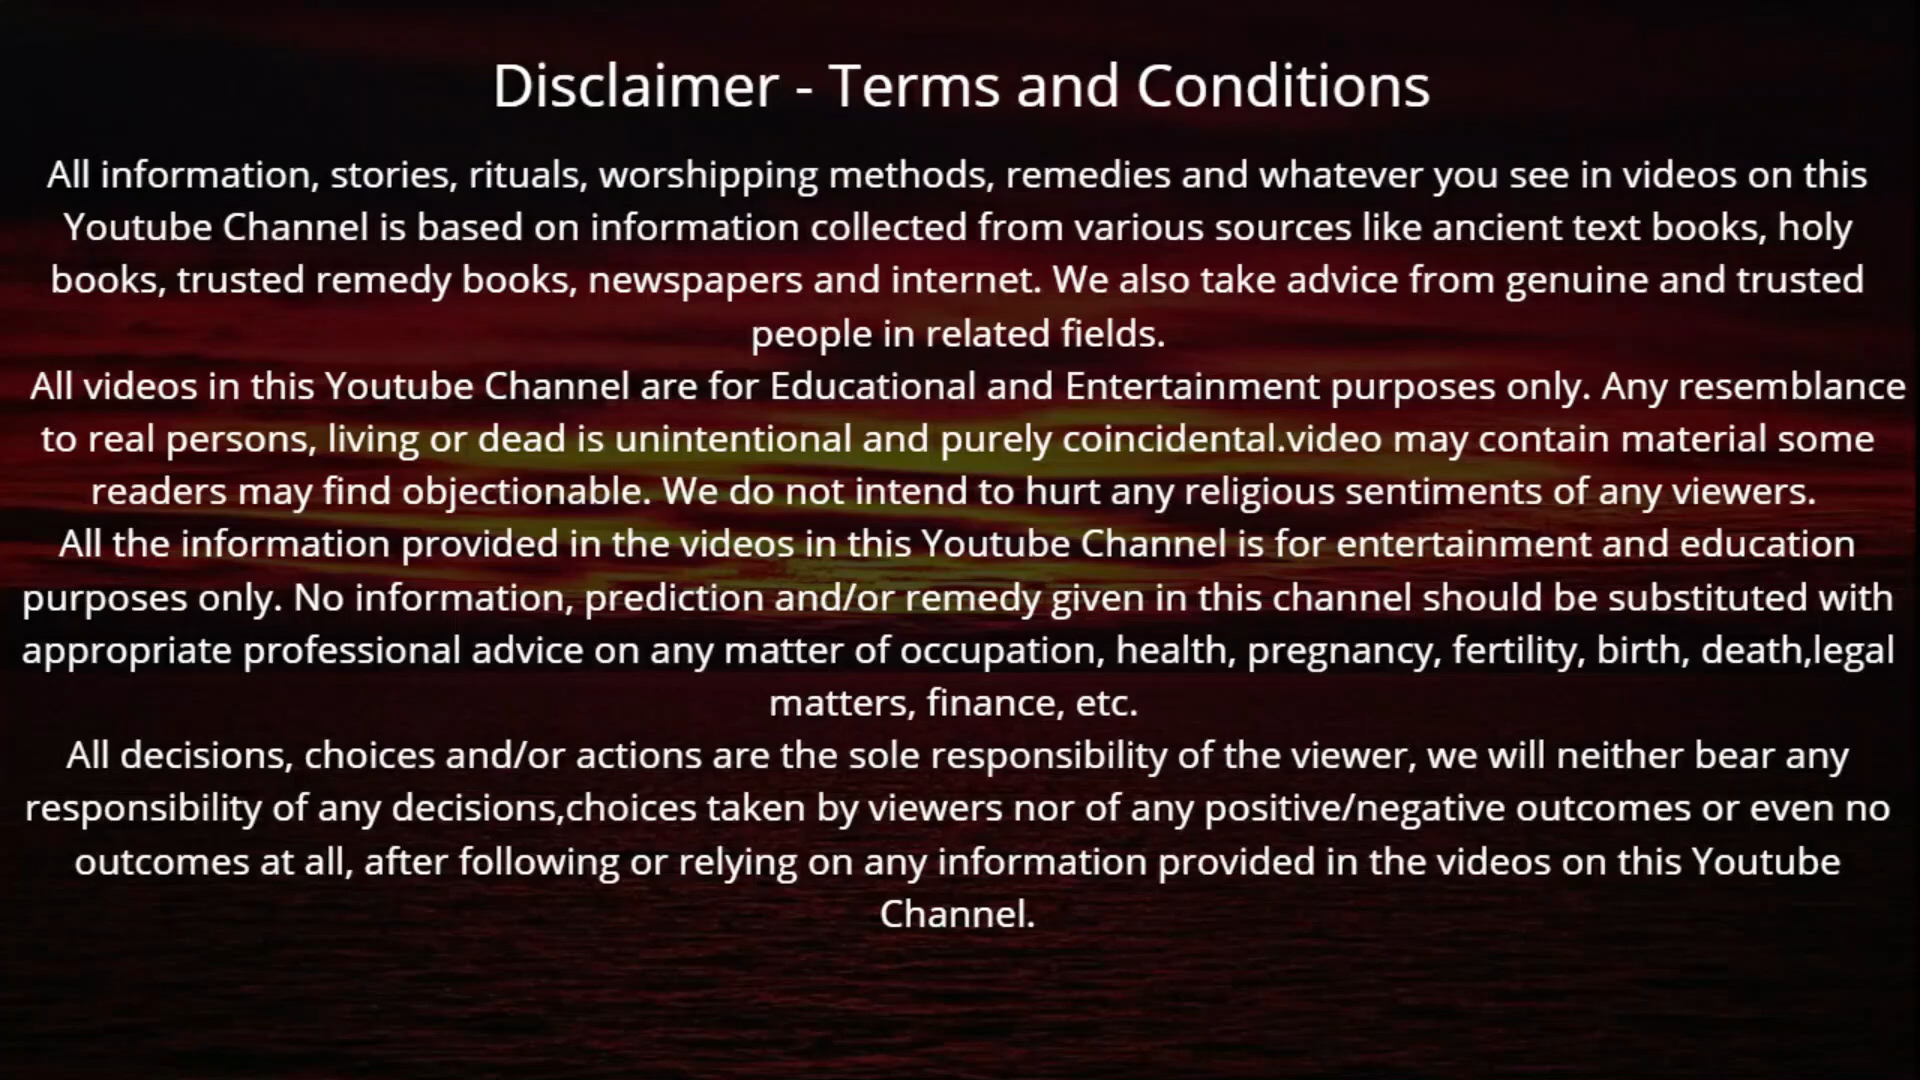 Disclaimer - Terms and Conditions
All information, stories, rituals, worshipping methods, remedies and whatever you see in videos on this
Youtube Channel is based on information collected from various sources like ancient text books, holy
books, trusted remedy books, newspapers and internet. We also take advice from genuine and trusted
people in related fields.
All videos in this Youtube Channel are for Educational and Entertainment purposes only. Any resemblance
to real persons, living or dead is unintentional and purely coincidental.video may contain material some
readers may find objectionable. We do not intend to hurt any religious sentiments of any viewers.
All the information provided in the videos in this Youtube Channel is for entertainment and education
purposes only. No information, prediction and/or remedy given in this channel should be substituted with
appropriate professional advice on any matter of occupation, health, pregnancy, fertility, birth, death,legal
matters, finance, etc.
All decisions, choices and/or actions are the sole responsibility of the viewer, we will neither bear any
responsibility of any decisions,choices taken by viewers nor of any positive/negative outcomes or even no
outcomes at all, after following or relying on any information provided in the videos on this Youtube
Channel.